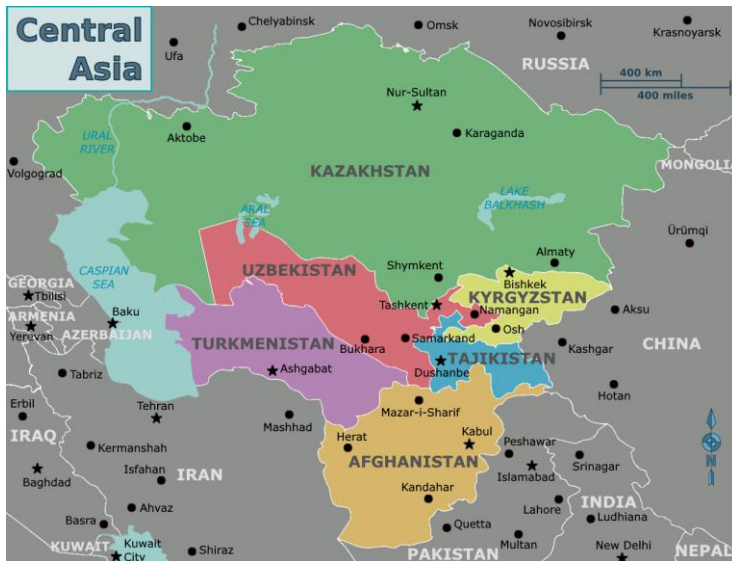 Central
Asia
Chelyabinsk
Omsk
Novosibirsk
Krasnoyarsk
Ufa
RUSSIA
400 km
400 miles
Nur-Sultan
URAL
RIVER
Aktobe
Karaganda
Volgograd
KAZAKHSTAN
MONGOLIA
ARAL
SEA
LAKE
BALKHASH
Ürümqi
CASPIAN
SEA
UZBEKISTAN
Shymkent
Almaty
GEORGIA
Tbilisi
Bishkek
KYRGYZSTAN
Tashkent
Namangan
Aksu
ARMENIA
Baku
Yerevan
AZERBAIJAN
TURKMENISTAN
Bukhara
Samarkand
Osh
Kashgar
CHINA
TAJIKISTAN
Tabriz
Ashgabat
Dushanbe
Hotan
Erbil
Tehran
Mashhad
Mazar-i-Sharif
IRAQ
Kermanshah
Herat
Kabul
Peshawar
Srinagar
N
Baghdad
Isfahan
IRAN
AFGHANISTAN
Islamabad
Ahvaz
Kandahar
Lahore
INDIA
Basra
Quetta
Ludhiana
KUWAIT
Kuwait
City
Shiraz
PAKISTAN
Multan
New Delhi
NEPAL